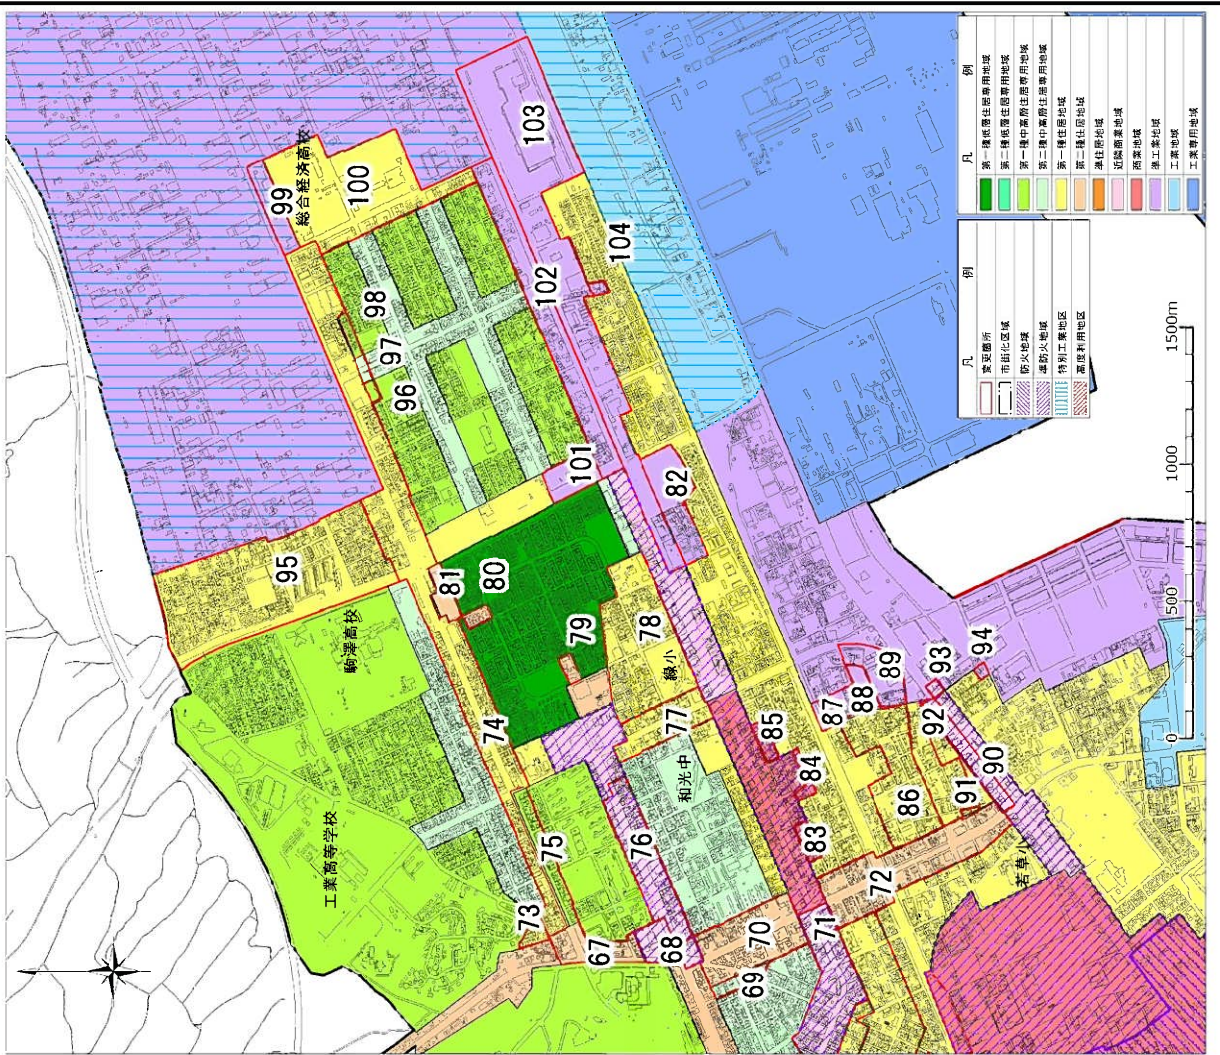 99
総合経済高校
100
103
98
97
96
102
104
95
101
82
81
80
駒澤高校
79
78
緑小
74
77
85
87
88
89
93
94
工業高等学校
75
76
和光中
84
83
86
92
90
91
73
67
68
70
69
71
72
若草小
凡 例
変更箇所
市街化区域
防火地域
準防火地域
特別工業地区
高度利用地区
凡 例
第一種低層住居専用地域
第二種低層住居専用地域
第一種中高層住居専用地域
第二種中高層住居専用地域
第一種住居地域
第二種住居地域
準住居地域
近隣商業地域
商業地域
準工業地域
工業地域
工業専用地域
0 500 1000 1500m